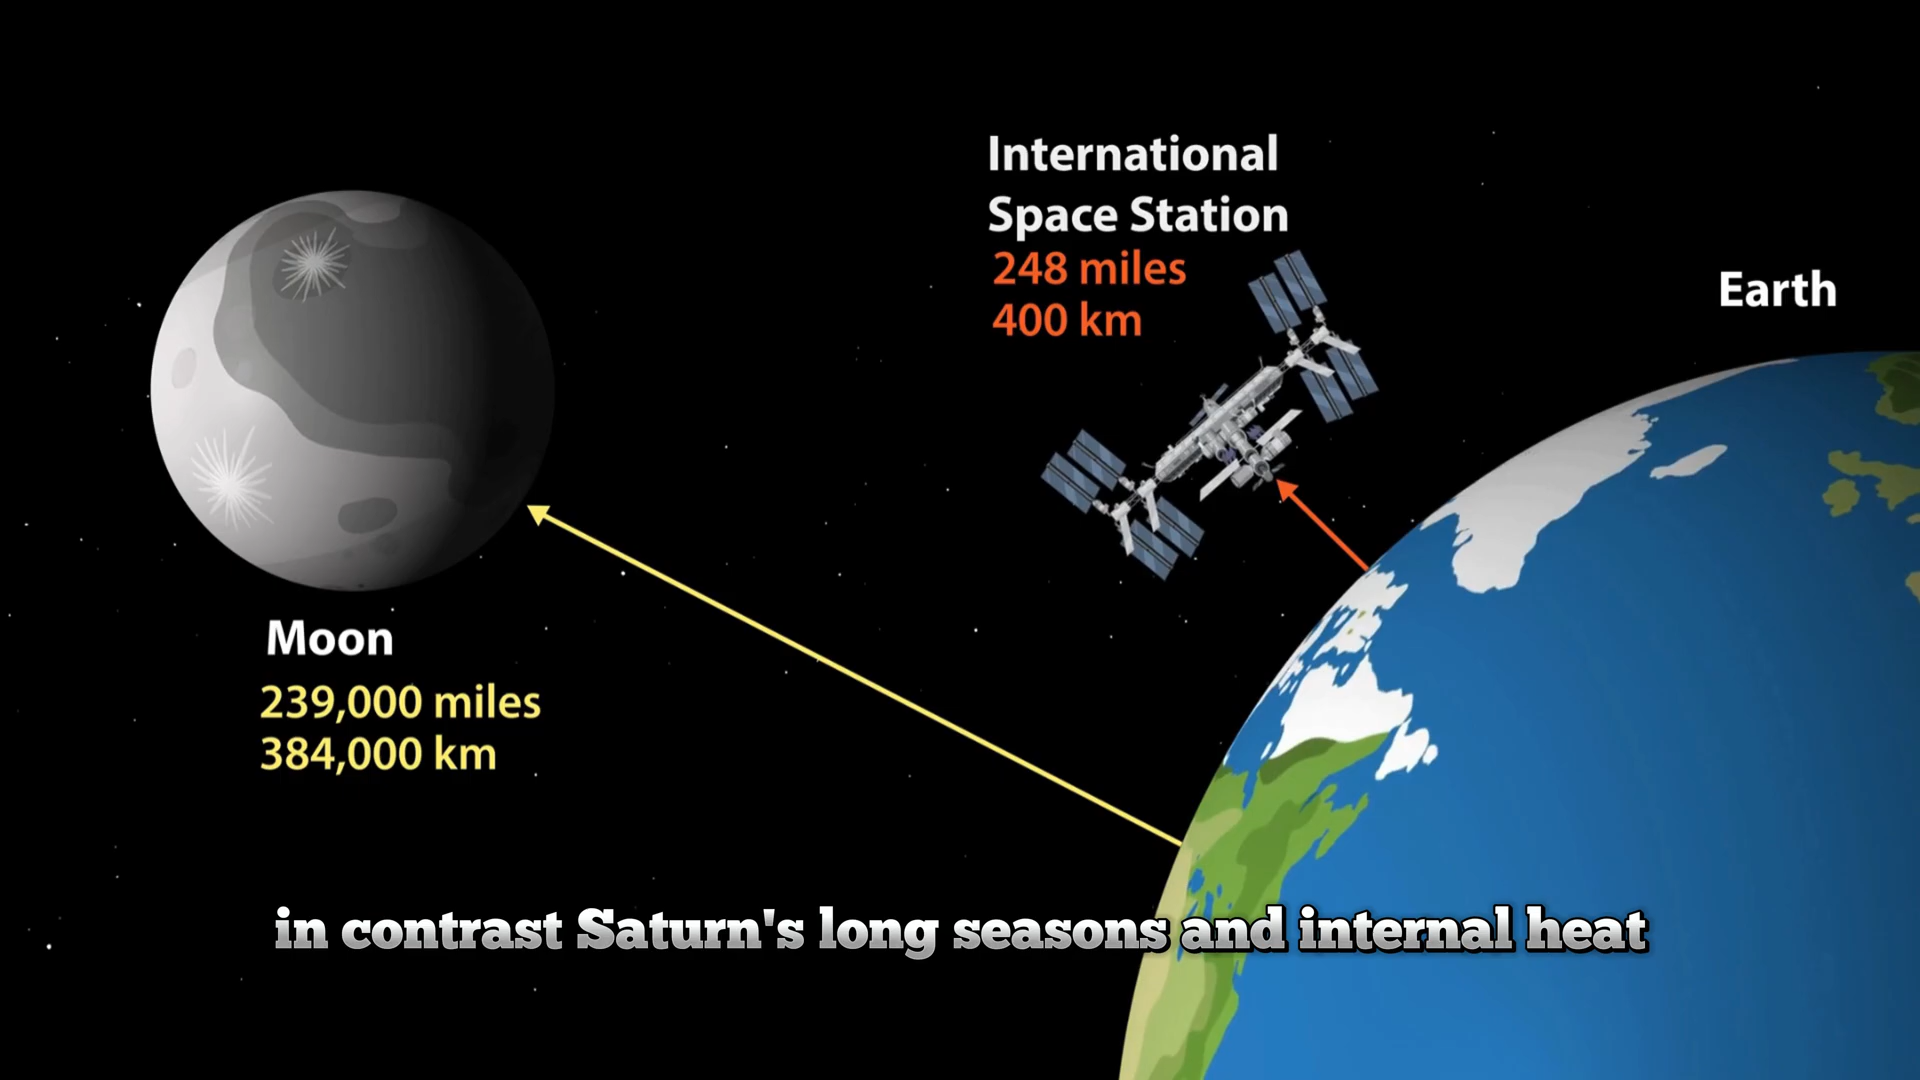 International
Space Station
248 miles
400 km
Earth
Moon
239,000 miles
384,000 km
in contrast Saturn's long seasons and internal heat